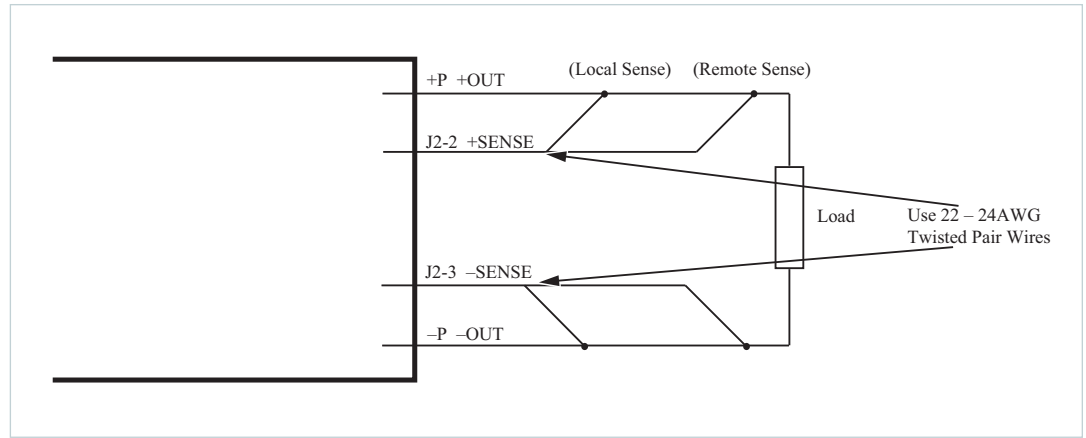 +P +OUT
(Local Sense)
(Remote Sense)
J2-2 +SENSE
Load
Use 22 – 24AWG
Twisted Pair Wires
J2-3 –SENSE
–P –OUT